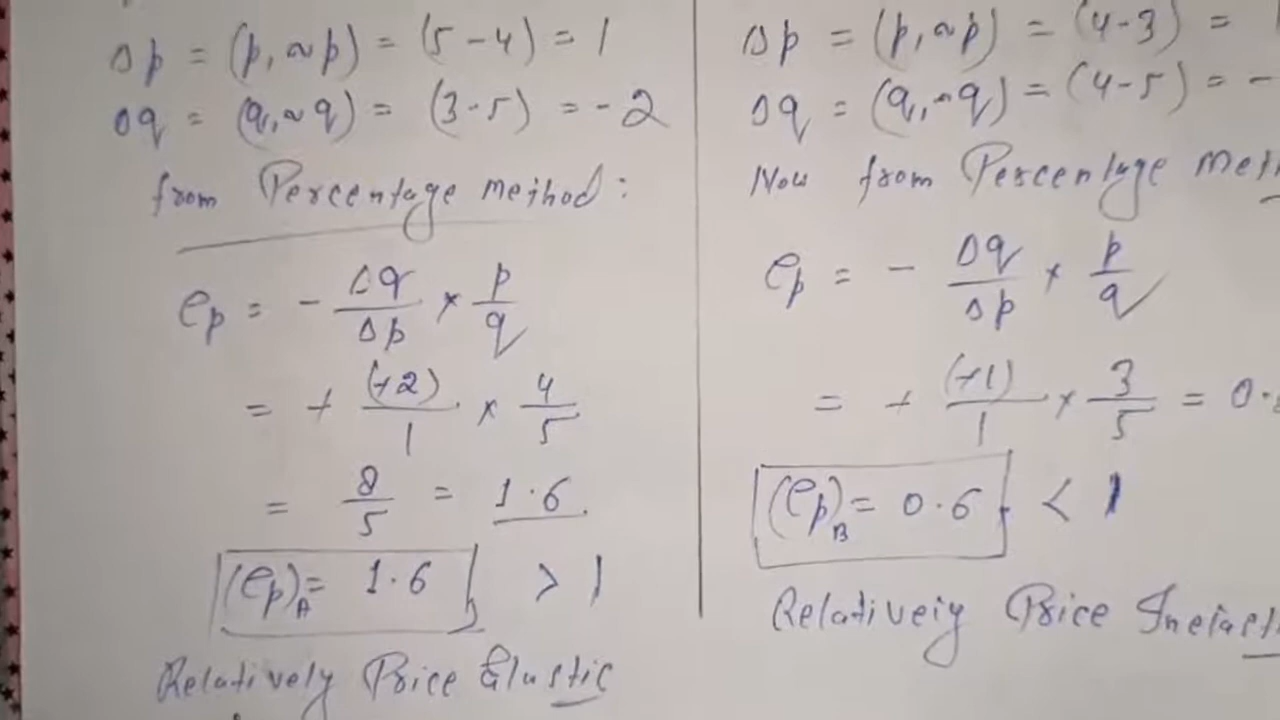 Δp = (p₁ ~ p) = (5 - 4) = 1
Δq = (q₁ ~ q) = (3 - 5) = -2
from Percentage method:
ep = - Δq/Δp × p/q
= + (+2)/1 × 4/5
= 8/5 = 1.6.
(ep)A = 1.6 > 1
Relatively Price Elastic
Δp = (p₁ ~ p) = (4-3) =
Δq = (q₁ ~ q) = (4-5) = -
Now from Percentage
ep = - Δq/Δp × p/q
= + (+1)/1 × 3/5 = 0.
(ep)B = 0.6 < 1
Relatively Price